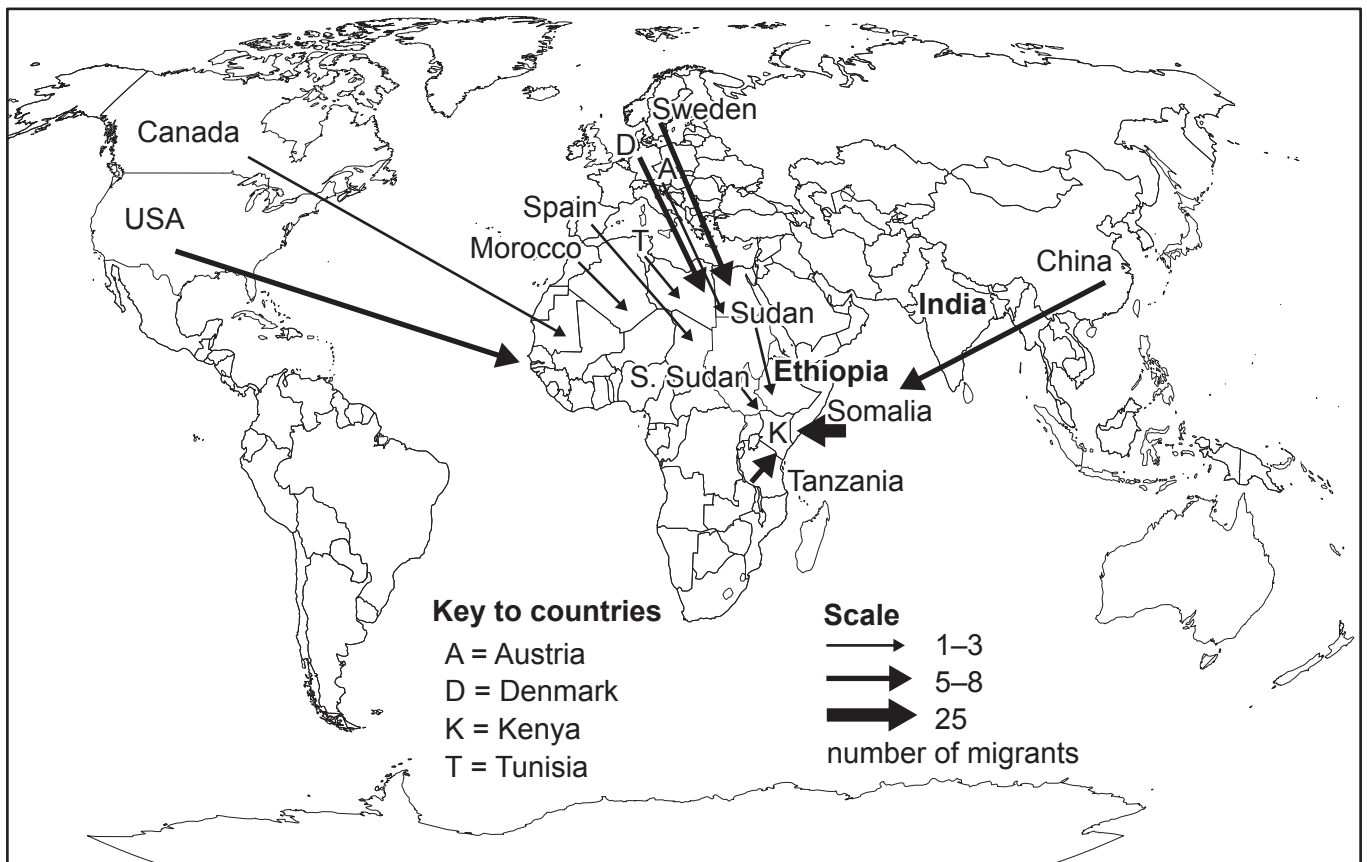 Sweden
Canada
D
A
USA
Spain
T
Morocco
China
India
Sudan
Ethiopia
S. Sudan
Somalia
K
Tanzania
Key to countries
A = Austria
D = Denmark
K = Kenya
T = Tunisia
Scale
1–3
5–8
25
number of migrants